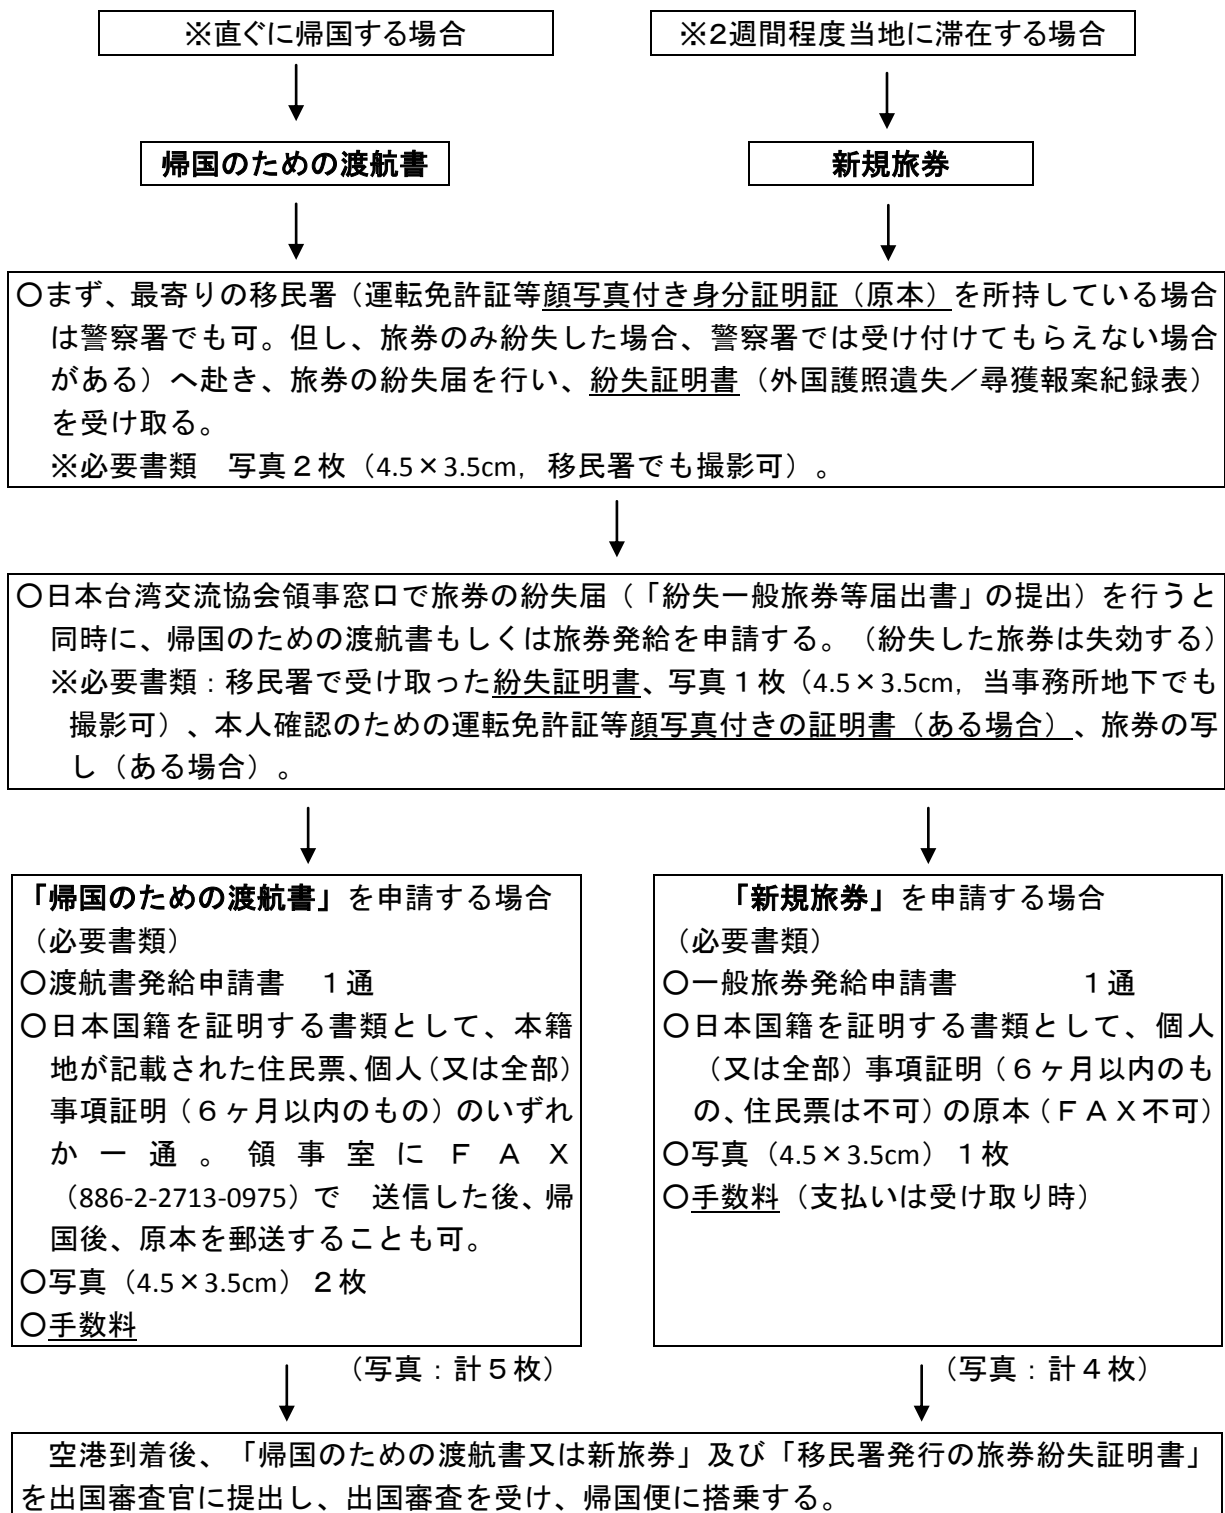 ※直ぐに帰国する場合
※2週間程度当地に滞在する場合
帰国のための渡航書
新規旅券
○まず、最寄りの移民署（運転免許証等顔写真付き身分証明証（原本）を所持している場合
は警察署でも可。但し、旅券のみ紛失した場合、警察署では受け付けてもらえない場合
がある）へ赴き、旅券の紛失届を行い、紛失証明書（外国護照遺失／尋獲報案紀録表）
を受け取る。
※必要書類　写真２枚（4.5×3.5cm，移民署でも撮影可）。
○日本台湾交流協会領事窓口で旅券の紛失届（「紛失一般旅券等届出書」の提出）を行うと
同時に、帰国のための渡航書もしくは旅券発給を申請する。（紛失した旅券は失効する）
※必要書類：移民署で受け取った紛失証明書、写真１枚（4.5×3.5cm，当事務所地下でも
撮影可）、本人確認のための運転免許証等顔写真付きの証明書（ある場合）、旅券の写
し（ある場合）。
「帰国のための渡航書」を申請する場合
（必要書類）
○渡航書発給申請書　１通
○日本国籍を証明する書類として、本籍
地が記載された住民票、個人（又は全部）
事項証明（６ヶ月以内のもの）のいずれ
か一通。領事室にＦＡＸ
（886-2-2713-0975）で　送信した後、帰
国後、原本を郵送することも可。
○写真（4.5×3.5cm）２枚
○手数料
（写真：計５枚）
「新規旅券」を申請する場合
（必要書類）
○一般旅券発給申請書　１通
○日本国籍を証明する書類として、個人
（又は全部）事項証明（６ヶ月以内のも
の、住民票は不可）の原本（ＦＡＸ不可）
○写真（4.5×3.5cm）１枚
○手数料（支払いは受け取り時）
（写真：計４枚）
空港到着後、「帰国のための渡航書又は新旅券」及び「移民署発行の旅券紛失証明書」
を出国審査官に提出し、出国審査を受け、帰国便に搭乗する。